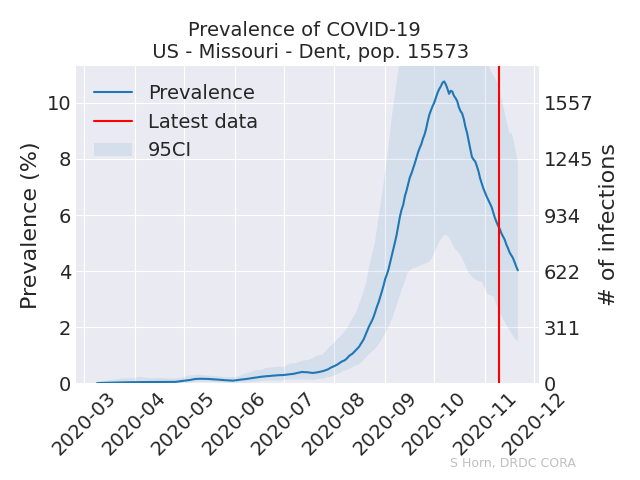 Prevalence of COVID-19
US - Missouri - Dent, pop. 15573
Prevalence (%)
10
8
6
4
2
0
Prevalence
Latest data
95CI
1557
1245
934
622
311
0
# of infections
2020-03
2020-04
2020-05
2020-06
2020-07
2020-08
2020-09
2020-10
2020-11
2020-12
S Horn, DRDC CORA